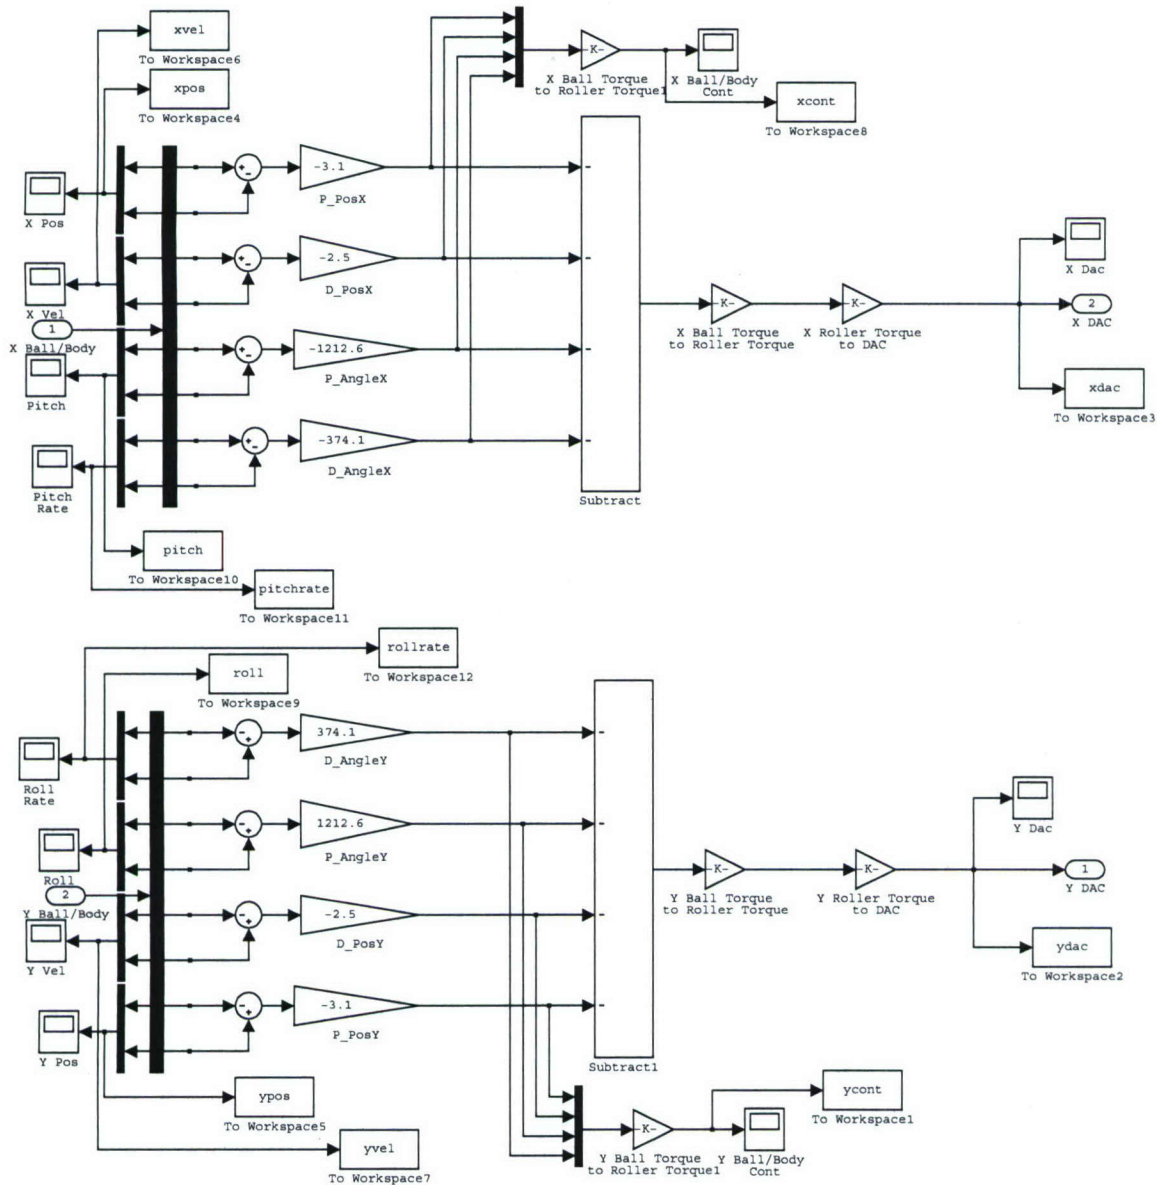 xvel
To Workspace6
xpos
To Workspace4
-K-
X Ball Torque
to Roller Torque1
X Ball/Body
Cont
xcont
To Workspace8
X Pos
+
-
-3.1
P_PosX
-
X Vel
+
-
-2.5
D_PosX
-
1
X Ball/Body
Pitch
+
-
-1212.6
P_AngleX
-
Pitch
Rate
+
-
-374.1
D_AngleX
-
Subtract
K-
X Ball Torque
to Roller Torque
K-
X Roller Torque
to DAC
X Dac
2
X DAC
xdac
To Workspace3
pitch
To Workspace10
pitchrate
To Workspace11
rollrate
To Workspace12
roll
To Workspace9
Roll
Rate
-
+
374.1
D_AngleY
-
Roll
-
+
1212.6
P_AngleY
-
2
Y Ball/Body
Y Vel
-
+
-2.5
D_PosY
-
Y Pos
-
+
-3.1
P_PosY
-
Subtract1
-K-
Y Ball Torque
to Roller Torque
K-
Y Roller Torque
to DAC
Y Dac
1
Y DAC
ydac
To Workspace2
ypos
To Workspace5
yvel
To Workspace7
K-
Y Ball Torque
to Roller Torque1
Y Ball/Body
Cont
ycont
To Workspace1